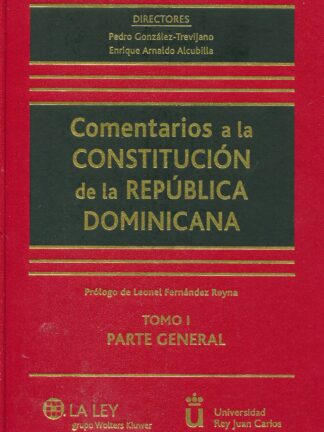 DIRECTORES
Pedro González-Trevijano
Enrique Arnaldo Alcubilla
Comentarios a la
CONSTITUCIÓN
de la REPÚBLICA
DOMINICANA
Prólogo de Leonel Fernández Reyna
TOMO I
PARTE GENERAL
LA LEY
grupo Wolters Kluwer
Universidad
Rey Juan Carlos